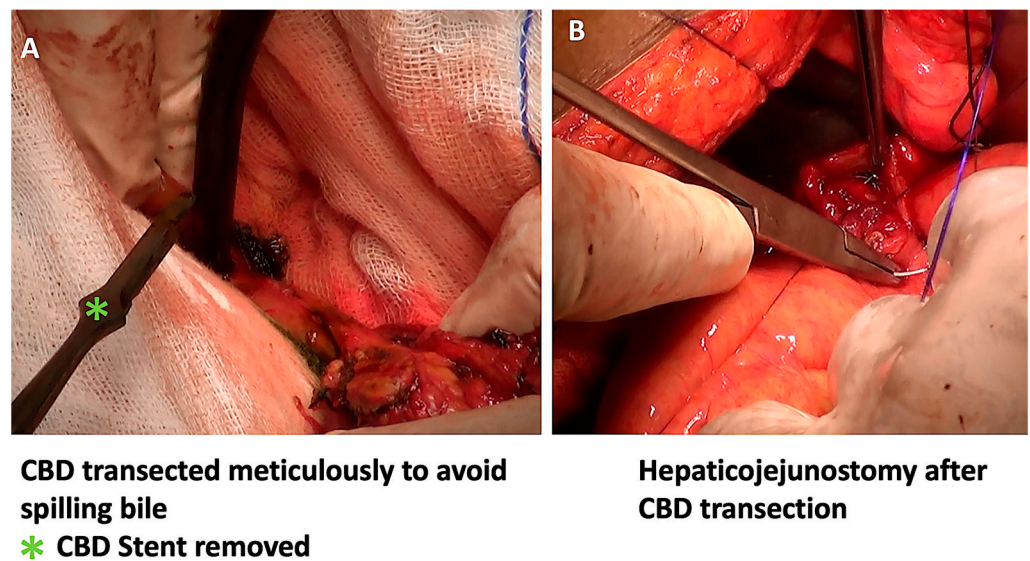 A
B
CBD transected meticulously to avoid
spilling bile
* CBD Stent removed
Hepaticojejunostomy after
CBD transection